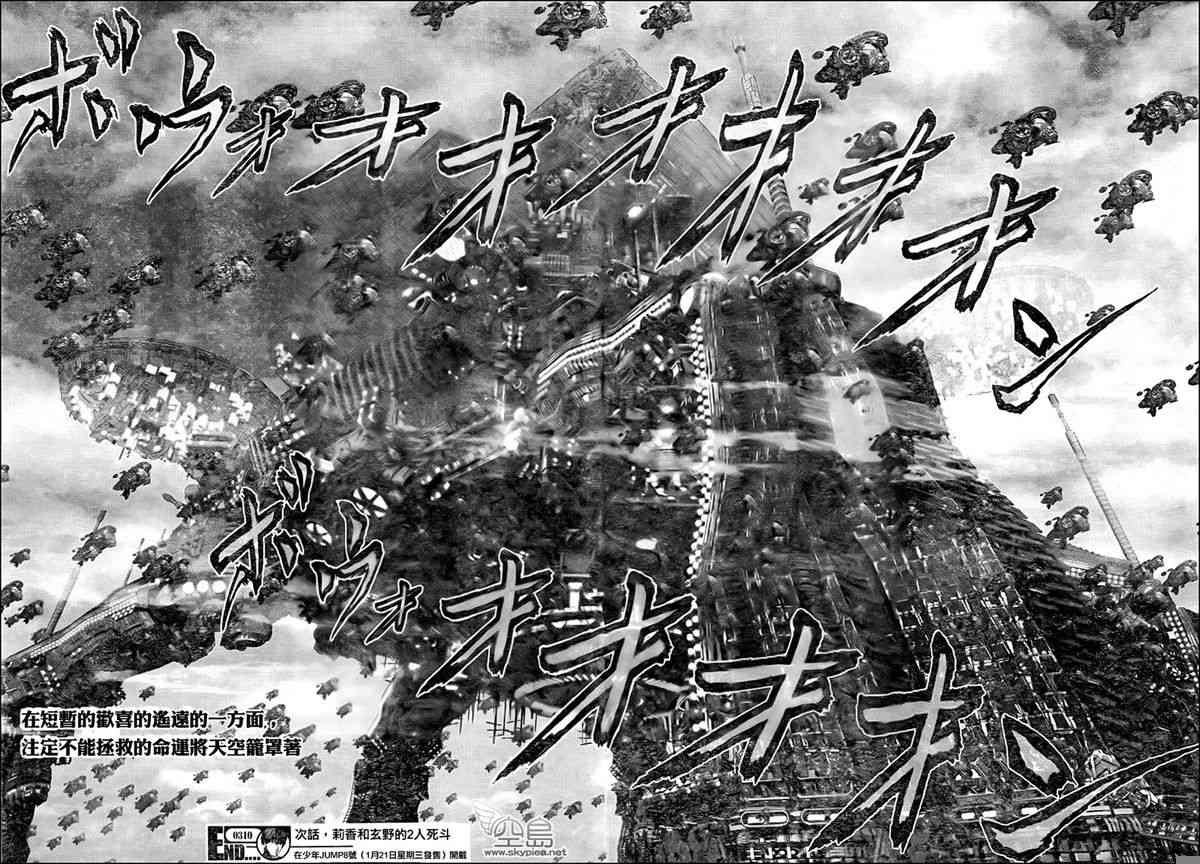 ボウォオオオオオオン
ボウォオオオオン
在短暫的歡喜的遙遠的一方面,,
注定不能拯救的命運將天空籠罩著
0310
END....
次話,莉香和玄野的2人死斗
在少年JUMP8號(1月21日星期三發售)開戲
空島
www.skypiea.net